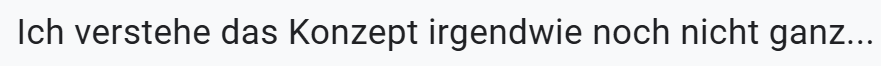 Ich verstehe das Konzept irgendwie noch nicht ganz...